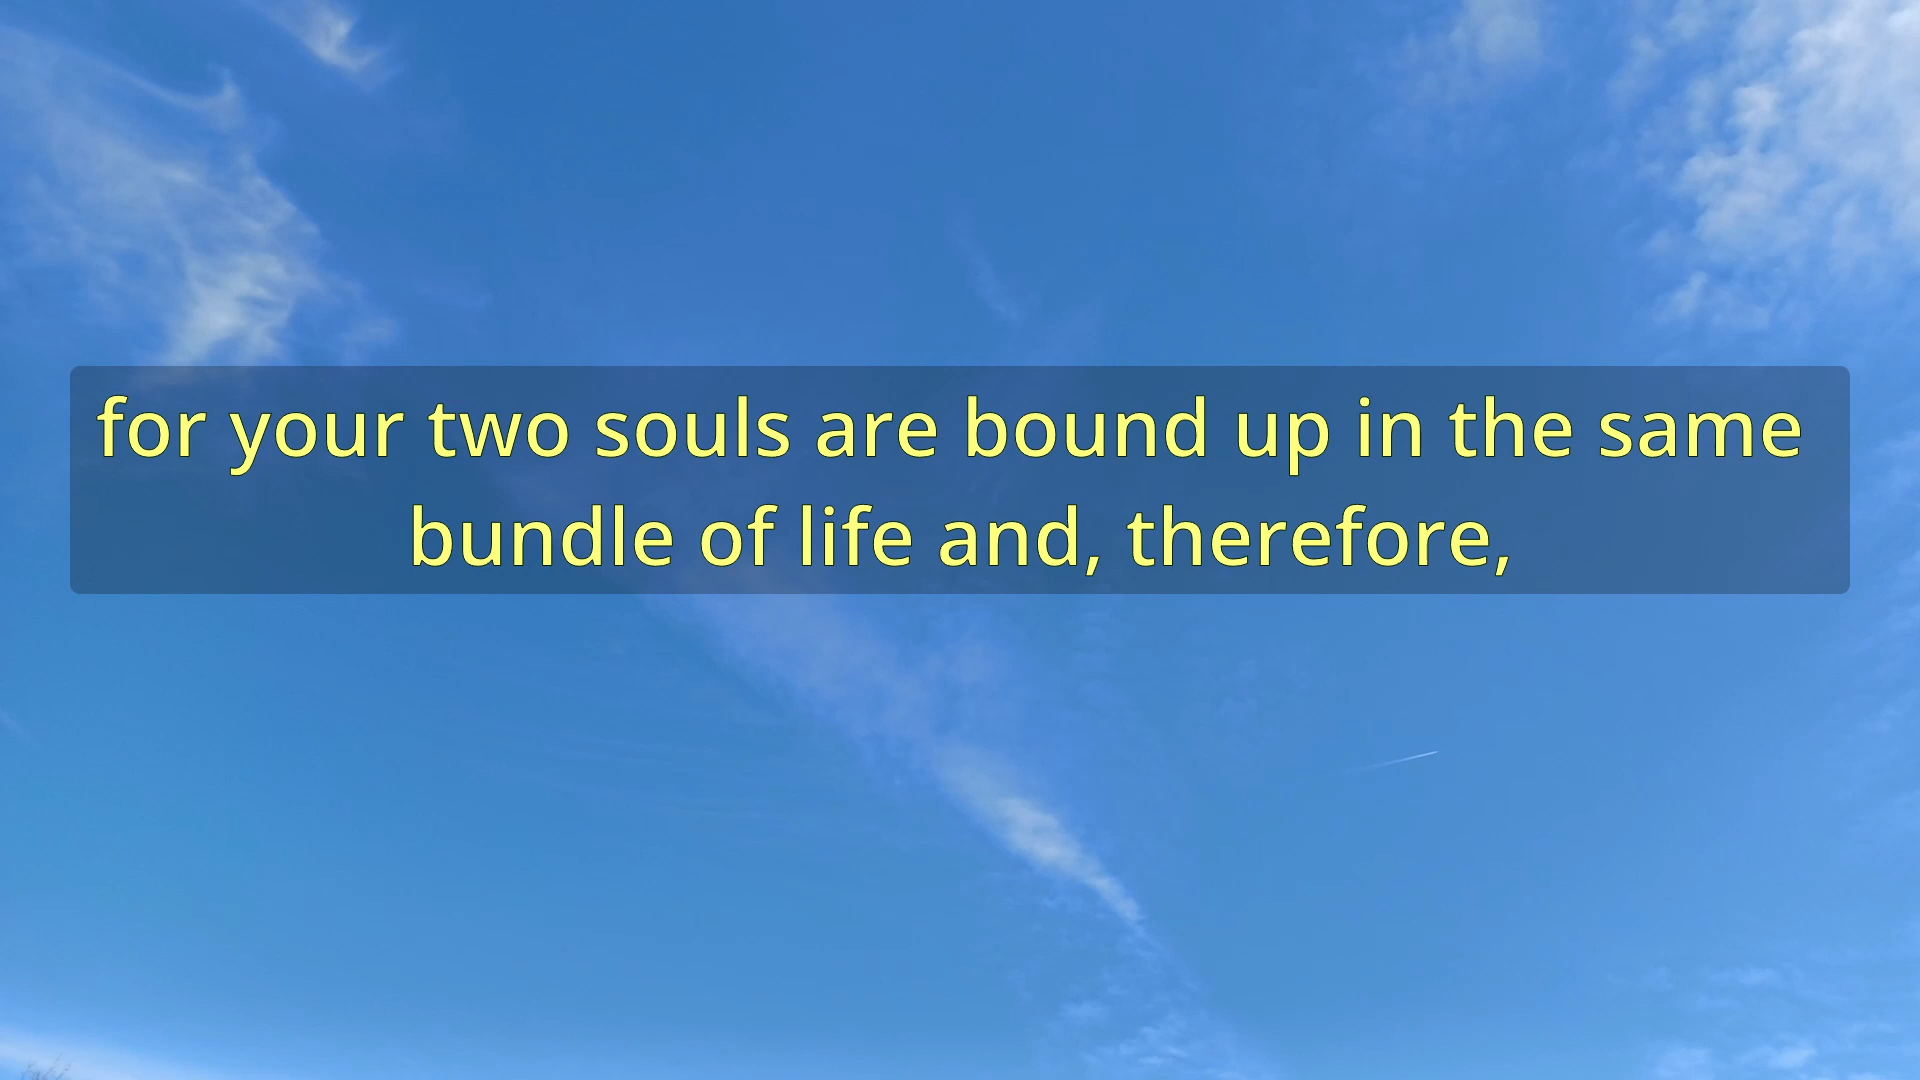 for your two souls are bound up in the same
bundle of life and, therefore,